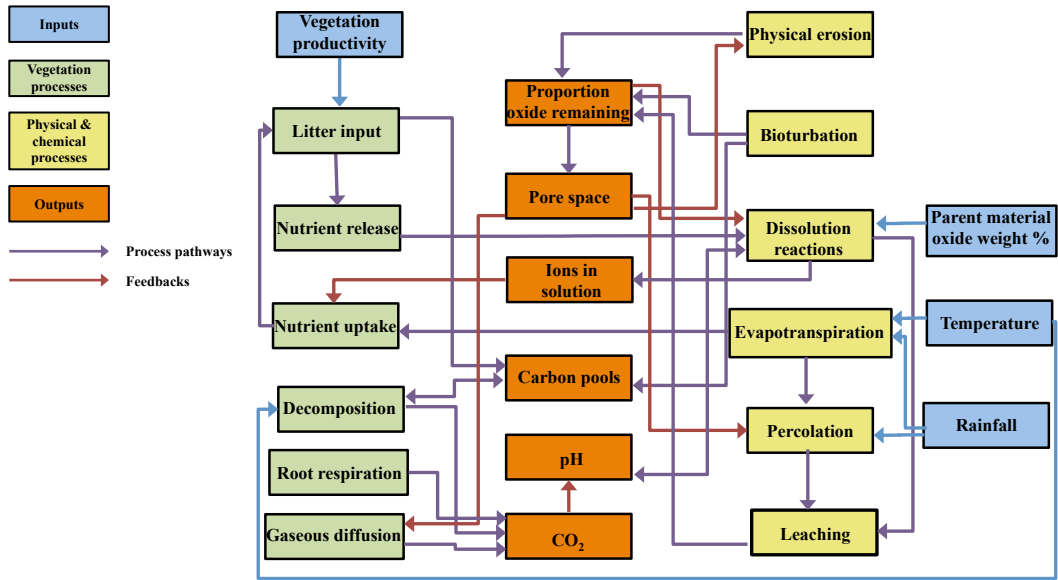 Inputs
Vegetation
processes
Physical &
chemical
processes
Outputs
Process pathways
Feedbacks
Vegetation
productivity
Litter input
Nutrient release
Nutrient uptake
Decomposition
Root respiration
Gaseous diffusion
Proportion
oxide remaining
Pore space
Ions in
solution
Carbon pools
pH
CO₂
Physical erosion
Bioturbation
Dissolution
reactions
Evapotranspiration
Percolation
Leaching
Parent material
oxide weight %
Temperature
Rainfall